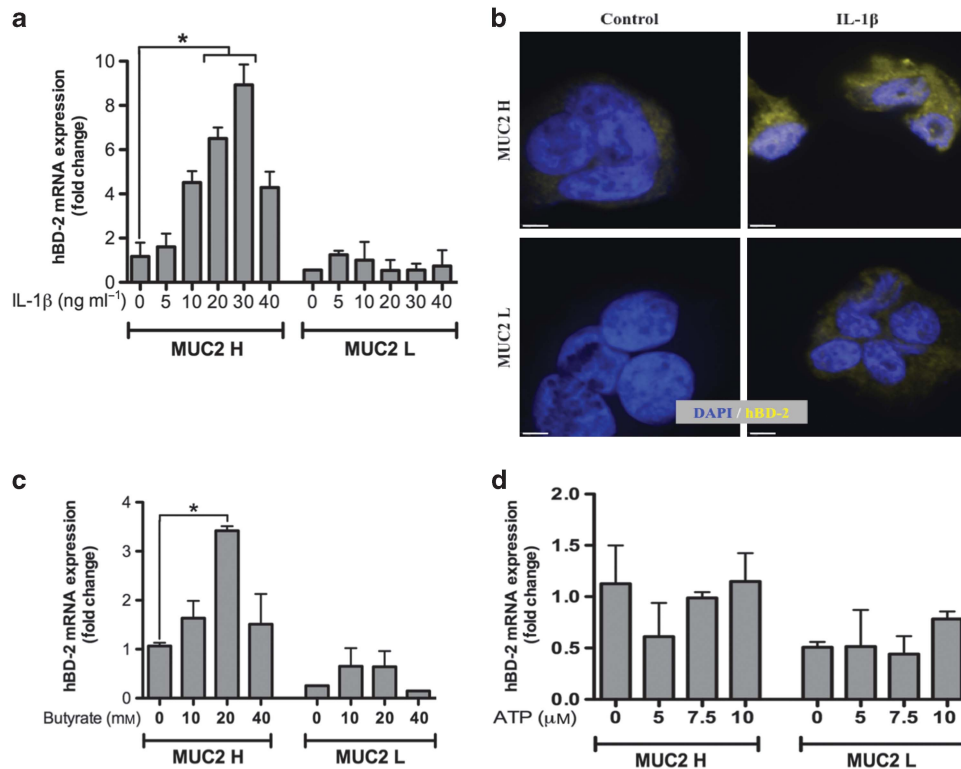 a
*
hBD-2 mRNA expression
(fold change)
10
8
6
4
2
0
IL-1β (ng ml⁻¹) 0 5 10 20 30 40 0 5 10 20 30 40
MUC2 H MUC2 L
b
Control IL-1β
MUC2 H
MUC2 L
DAPI / hBD-2
c
*
hBD-2 mRNA expression
(fold change)
4
3
2
1
0
Butyrate (mM) 0 10 20 40 0 10 20 40
MUC2 H MUC2 L
d
hBD-2 mRNA expression
(fold change)
2.0
1.5
1.0
0.5
0.0
ATP (μM) 0 5 7.5 10 0 5 7.5 10
MUC2 H MUC2 L